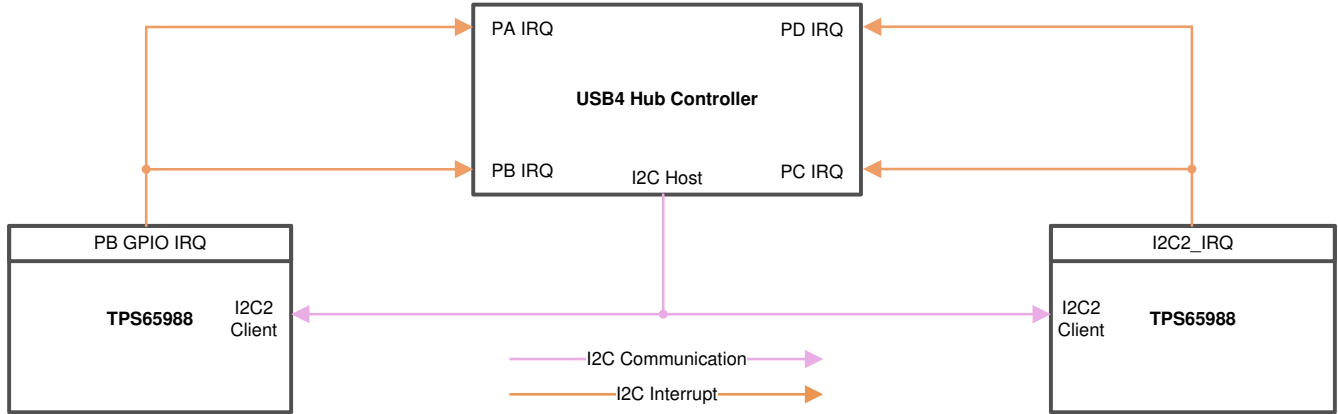 PA IRQ
PD IRQ
USB4 Hub Controller
PB IRQ
I2C Host
PC IRQ
PB GPIO IRQ
I2C2_IRQ
TPS65988
I2C2
Client
I2C2
Client
TPS65988
I2C Communication
I2C Interrupt